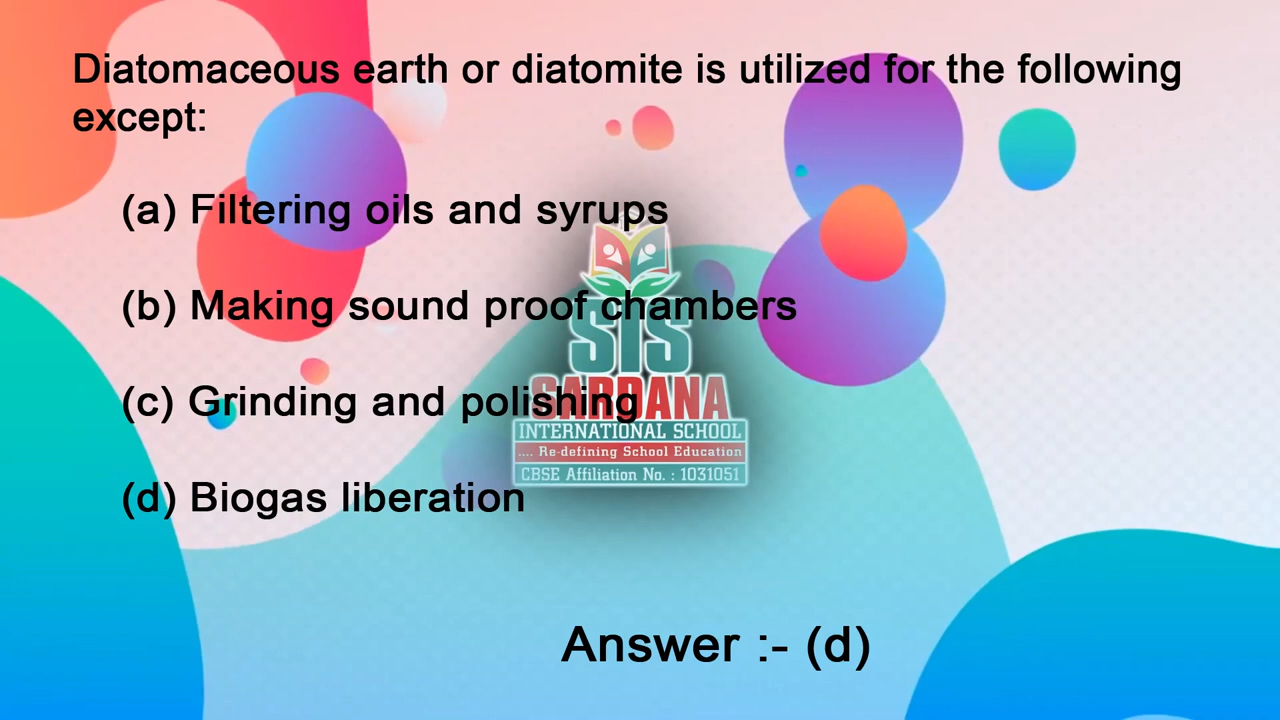 Diatomaceous earth or diatomite is utilized for the following
except:
(a) Filtering oils and syrups
(b) Making sound proof chambers
(c) Grinding and polishing
(d) Biogas liberation
STS
SARDANA
INTERNATIONAL SCHOOL
.... Re-defining School Education
CBSE Affiliation No. : 1031051
Answer :- (d)